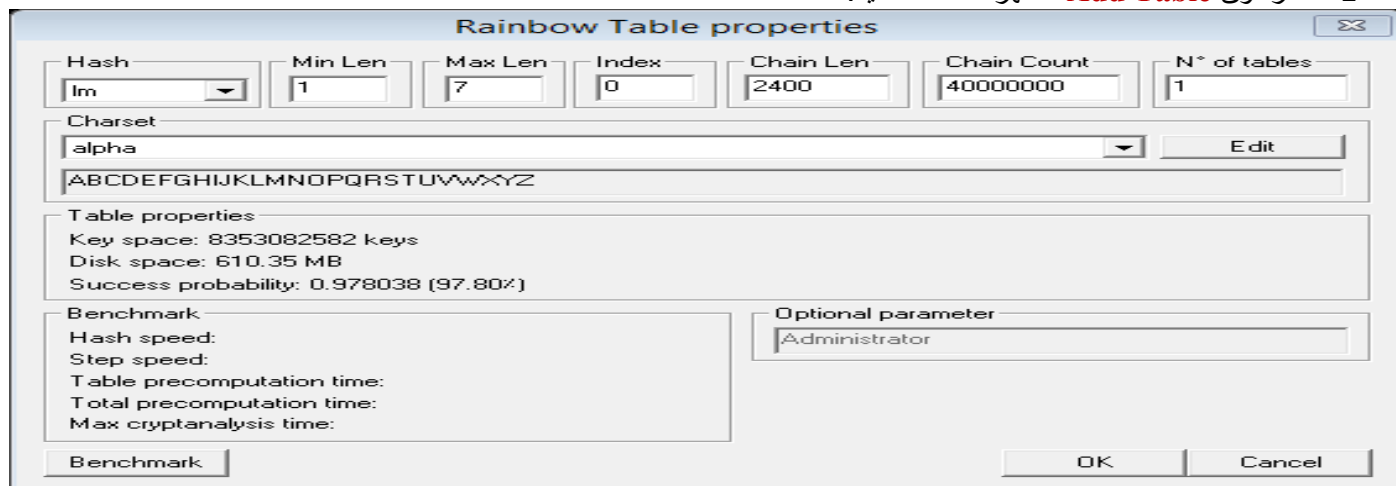 Add Table
Rainbow Table properties
Hash Min Len Max Len Index Chain Len Chain Count N° of tables
lm 1 7 0 2400 40000000 1
Charset
alpha Edit
ABCDEFGHIJKLMNOPQRSTUVWXYZ
Table properties
Key space: 8353082582 keys
Disk space: 610.35 MB
Success probability: 0.978038 (97.80%)
Benchmark Optional parameter
Hash speed: Administrator
Step speed:
Table precomputation time:
Total precomputation time:
Max cryptanalysis time:
Benchmark OK Cancel